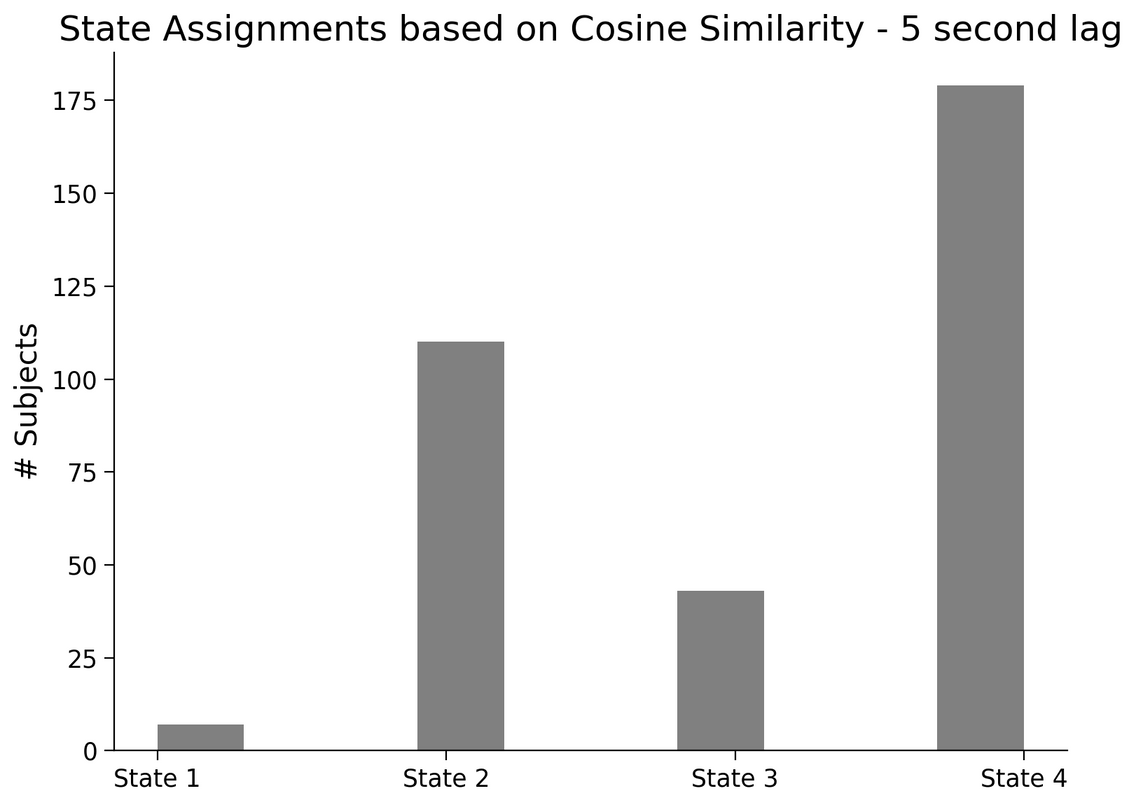 State Assignments based on Cosine Similarity - 5 second lag
175
150
125
100
75
50
25
0
# Subjects
State 1 State 2 State 3 State 4